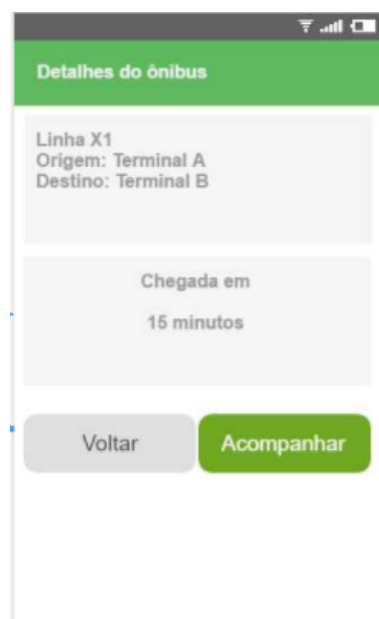 Detalhes do ônibus
Linha X1
Origem: Terminal A
Destino: Terminal B
Chegada em
15 minutos
Voltar
Acompanhar